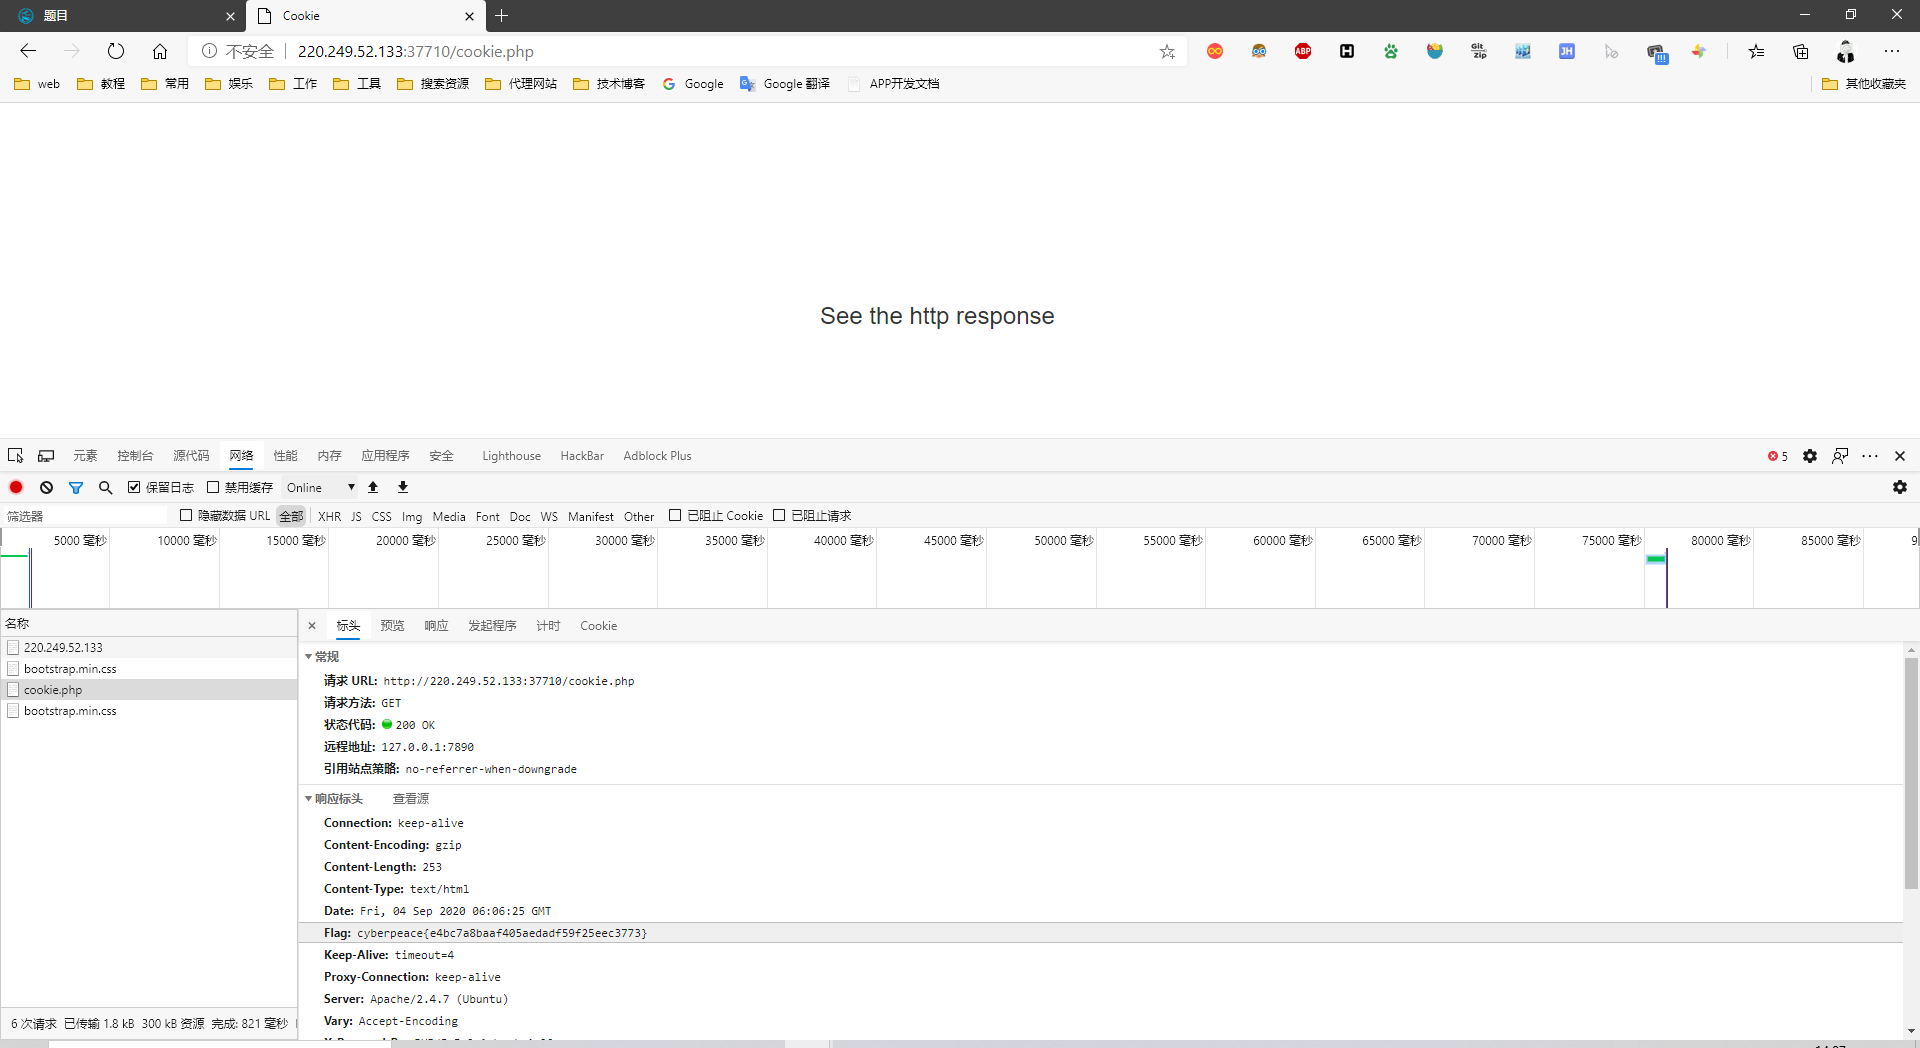 题目
Cookie
不安全 220.249.52.133:37710/cookie.php
ABP
H
Git Zip
JH
!!!
web 教程 常用 娱乐 工作 工具 搜索资源 代理网站 技术博客 Google Google 翻译 APP开发文档 其他收藏夹
See the http response
元素 控制台 源代码 网络 性能 内存 应用程序 安全 Lighthouse HackBar Adblock Plus 5
保留日志 禁用缓存 Online
筛选器 隐藏数据 URL 全部 XHR JS CSS Img Media Font Doc WS Manifest Other 已阻止 Cookie 已阻止请求
5000 毫秒 10000 毫秒 15000 毫秒 20000 毫秒 25000 毫秒 30000 毫秒 35000 毫秒 40000 毫秒 45000 毫秒 50000 毫秒 55000 毫秒 60000 毫秒 65000 毫秒 70000 毫秒 75000 毫秒 80000 毫秒 85000 毫秒 9
名称
220.249.52.133
bootstrap.min.css
cookie.php
bootstrap.min.css
6 次请求 已传输 1.8 kB 300 kB 资源 完成: 821 毫秒
标头 预览 响应 发起程序 计时 Cookie
常规
请求 URL: http://220.249.52.133:37710/cookie.php
请求方法: GET
状态代码: 200 OK
远程地址: 127.0.0.1:7890
引用站点策略: no-referrer-when-downgrade
响应标头 查看源
Connection: keep-alive
Content-Encoding: gzip
Content-Length: 253
Content-Type: text/html
Date: Fri, 04 Sep 2020 06:06:25 GMT
Flag: cyberpeace{e4bc7a8baaf405aedadf59f25eec3773}
Keep-Alive: timeout=4
Proxy-Connection: keep-alive
Server: Apache/2.4.7 (Ubuntu)
Vary: Accept-Encoding